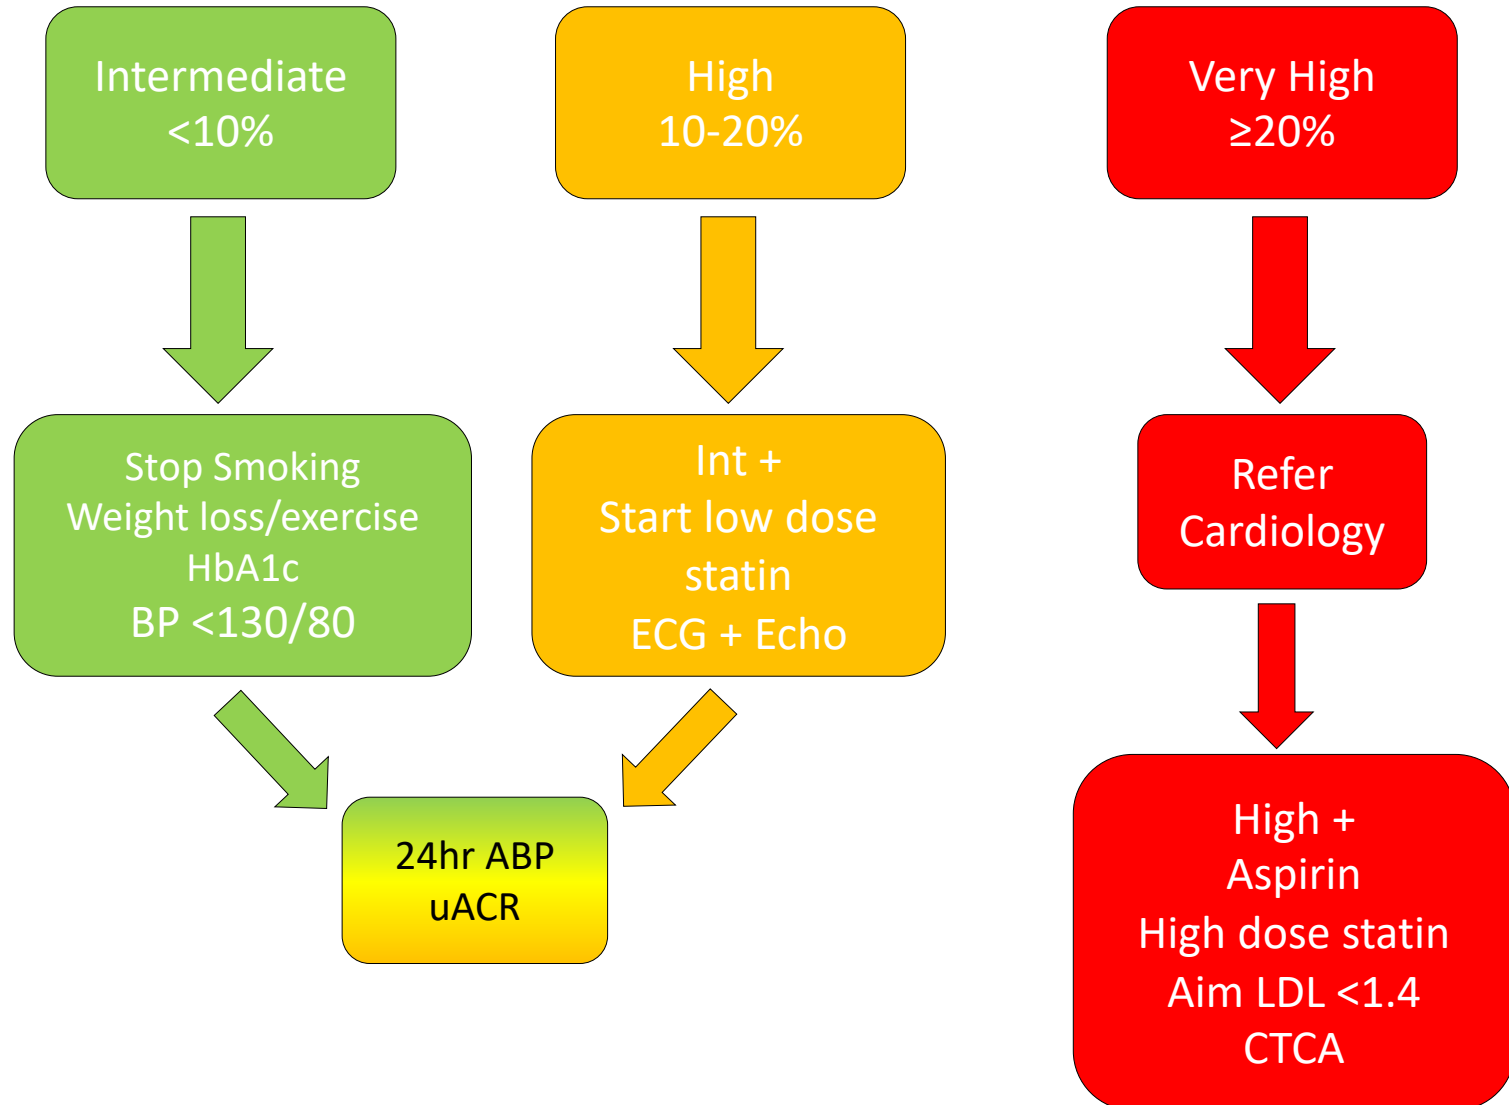 Intermediate
<10%
High
10-20%
Very High
≥20%
Stop Smoking
Weight loss/exercise
HbA1c
BP <130/80
Int +
Start low dose
statin
ECG + Echo
Refer
Cardiology
24hr ABP
uACR
High +
Aspirin
High dose statin
Aim LDL <1.4
CTCA